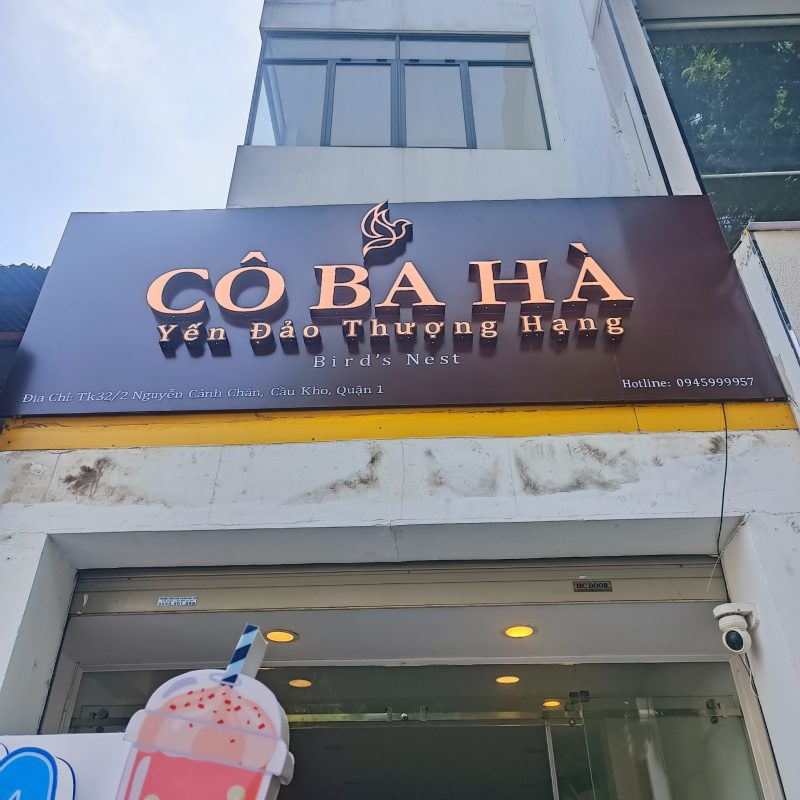 CÔ BA HÀ
Yến Đảo Thượng Hạng
Bird's Nest
Địa Chỉ: Tk32/2 Nguyễn Cảnh Chân, Cầu Kho, Quận 1
Hotline: 0945999957
HC.DOOR